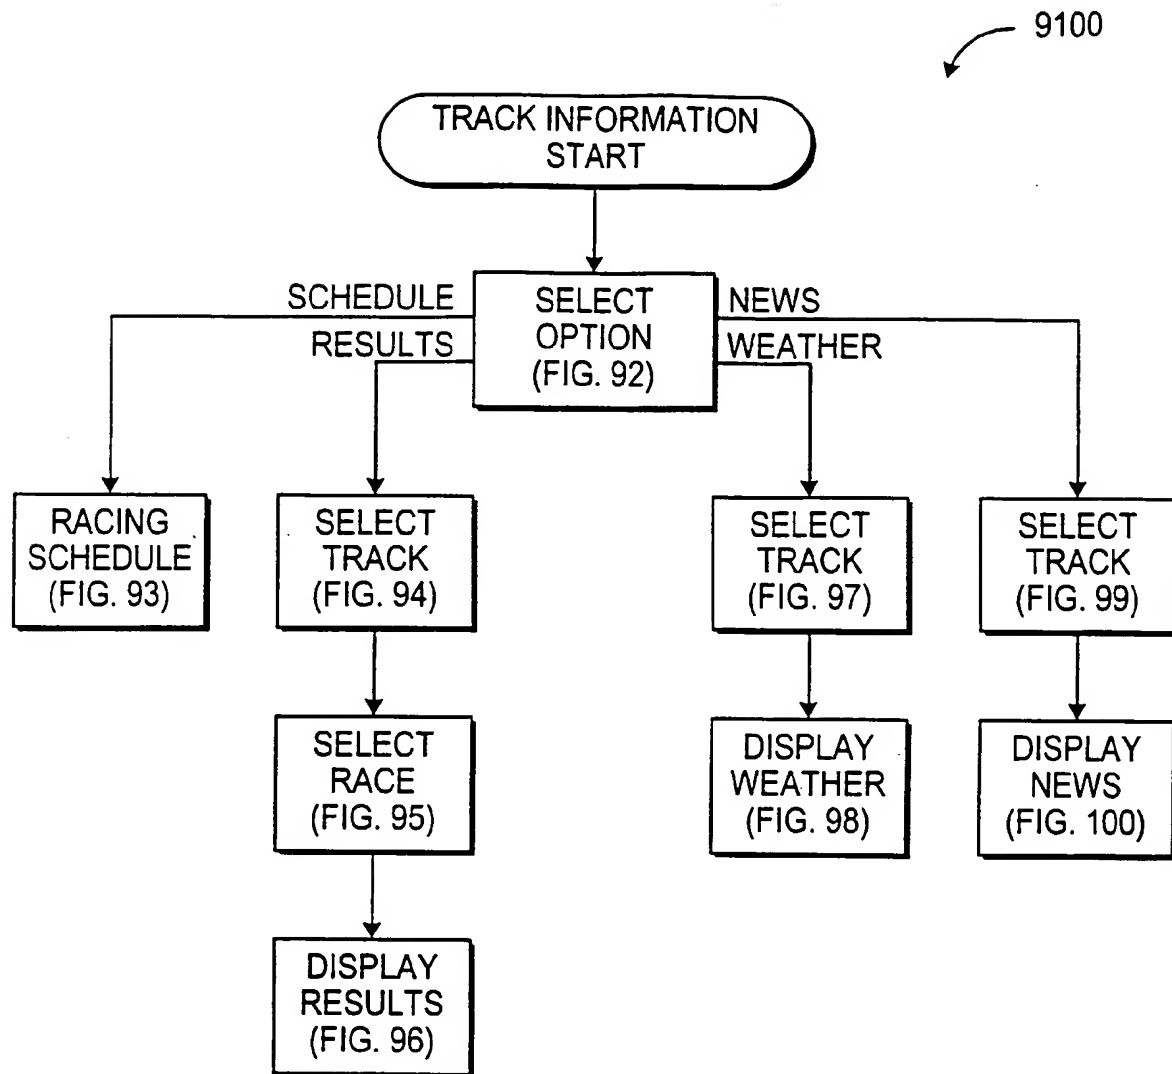 9100
TRACK INFORMATION
START
SCHEDULE
RESULTS
SELECT
OPTION
(FIG. 92)
NEWS
WEATHER
RACING
SCHEDULE
(FIG. 93)
SELECT
TRACK
(FIG. 94)
SELECT
TRACK
(FIG. 97)
SELECT
TRACK
(FIG. 99)
SELECT
RACE
(FIG. 95)
DISPLAY
WEATHER
(FIG. 98)
DISPLAY
NEWS
(FIG. 100)
DISPLAY
RESULTS
(FIG. 96)